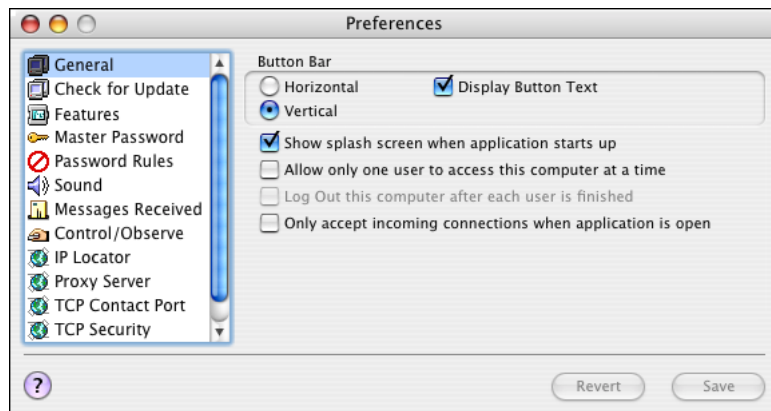 Preferences
General
Check for Update
Features
Master Password
Password Rules
Sound
Messages Received
Control/Observe
IP Locator
Proxy Server
TCP Contact Port
TCP Security
Button Bar
Horizontal Display Button Text
Vertical
Show splash screen when application starts up
Allow only one user to access this computer at a time
Log Out this computer after each user is finished
Only accept incoming connections when application is open
? Revert Save